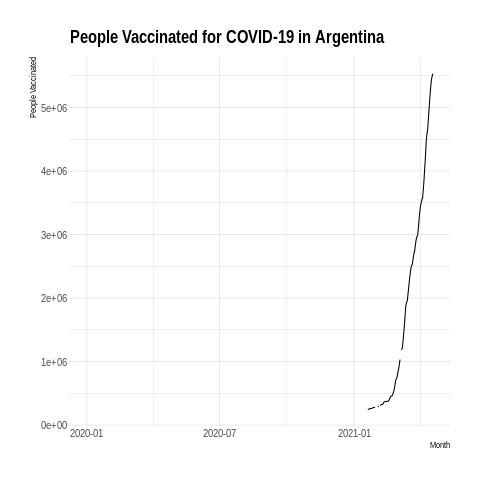 People Vaccinated for COVID-19 in Argentina
People Vaccinated
5e+06
4e+06
3e+06
2e+06
1e+06
0e+00
2020-01
2020-07
2021-01
Month